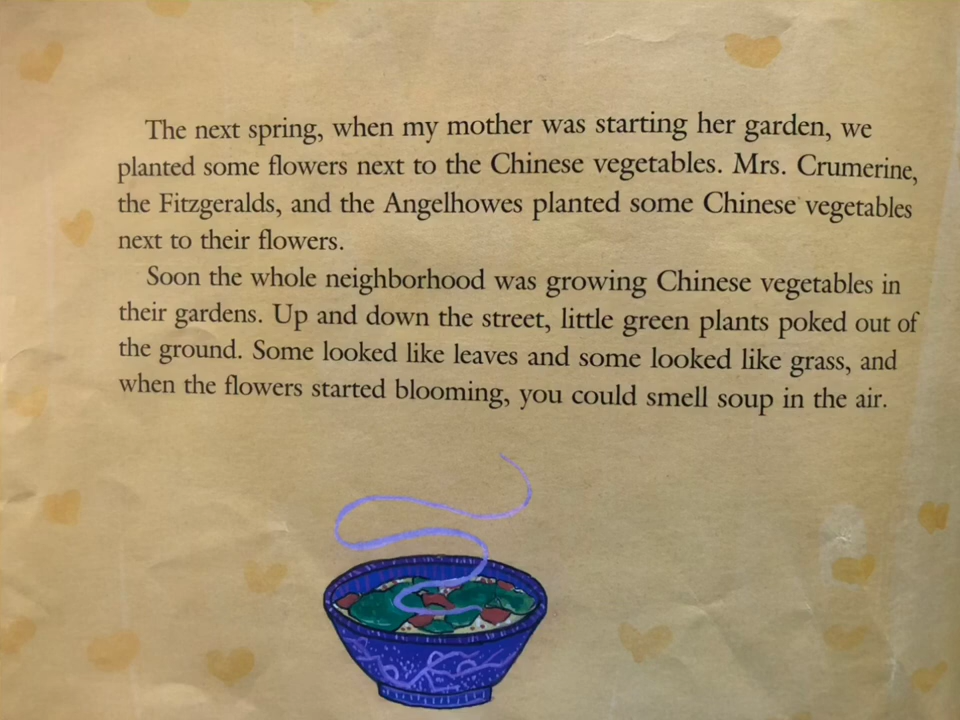 The next spring, when my mother was starting her garden, we
planted some flowers next to the Chinese vegetables. Mrs. Crumerine,
the Fitzgeralds, and the Angelhowes planted some Chinese vegetables
next to their flowers.
Soon the whole neighborhood was growing Chinese vegetables in
their gardens. Up and down the street, little green plants poked out of
the ground. Some looked like leaves and some looked like grass, and
when the flowers started blooming, you could smell soup in the air.